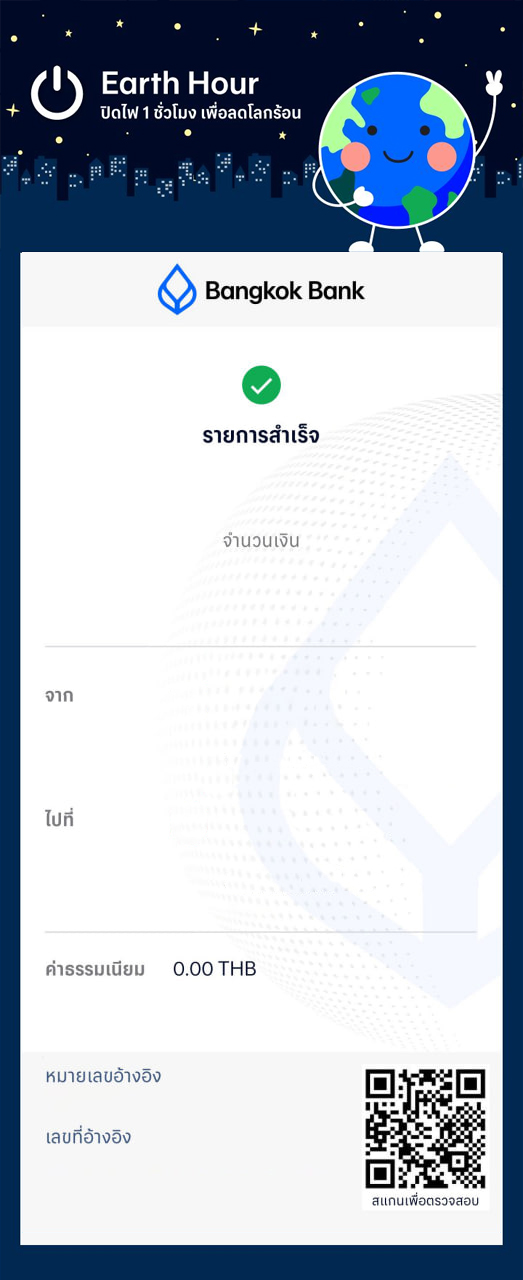 Earth Hour
ปิดไฟ 1 ชั่วโมง เพื่อลดโลกร้อน
Bangkok Bank
รายการสำเร็จ
จำนวนเงิน
จาก
ไปที่
ค่าธรรมเนียม 0.00 THB
หมายเลขอ้างอิง
เลขที่อ้างอิง
สแกนเพื่อตรวจสอบ